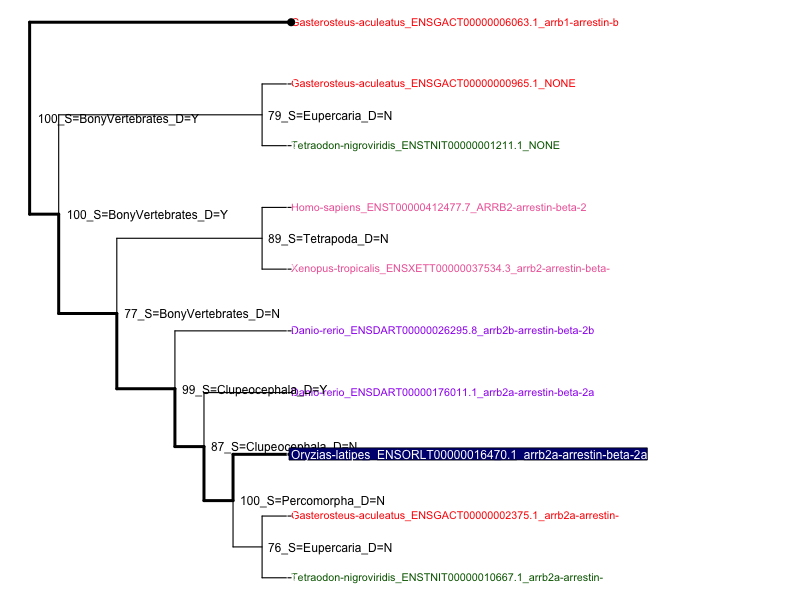 Gasterosteus-aculeatus_ENSGACT00000006063.1_arrb1-arrestin-b
Gasterosteus-aculeatus_ENSGACT00000000965.1_NONE
100_S=BonyVertebrates_D=Y
79_S=Eupercaria_D=N
Tetraodon-nigroviridis_ENSTNIT00000001211.1_NONE
Homo-sapiens_ENST00000412477.7_ARRB2-arrestin-beta-2
100_S=BonyVertebrates_D=Y
89_S=Tetrapoda_D=N
Xenopus-tropicalis_ENSXETT00000037534.3_arrb2-arrestin-beta-
77_S=BonyVertebrates_D=N
Danio-rerio_ENSDART00000026295.8_arrb2b-arrestin-beta-2b
99_S=Clupeocephala_D=Y
Danio-rerio_ENSDART00000176011.1_arrb2a-arrestin-beta-2a
87_S=Clupeocephala_D=N
Oryzias-latipes_ENSORLT00000016470.1_arrb2a-arrestin-beta-2a
100_S=Percomorpha_D=N
Gasterosteus-aculeatus_ENSGACT00000002375.1_arrb2a-arrestin-
76_S=Eupercaria_D=N
Tetraodon-nigroviridis_ENSTNIT00000010667.1_arrb2a-arrestin-